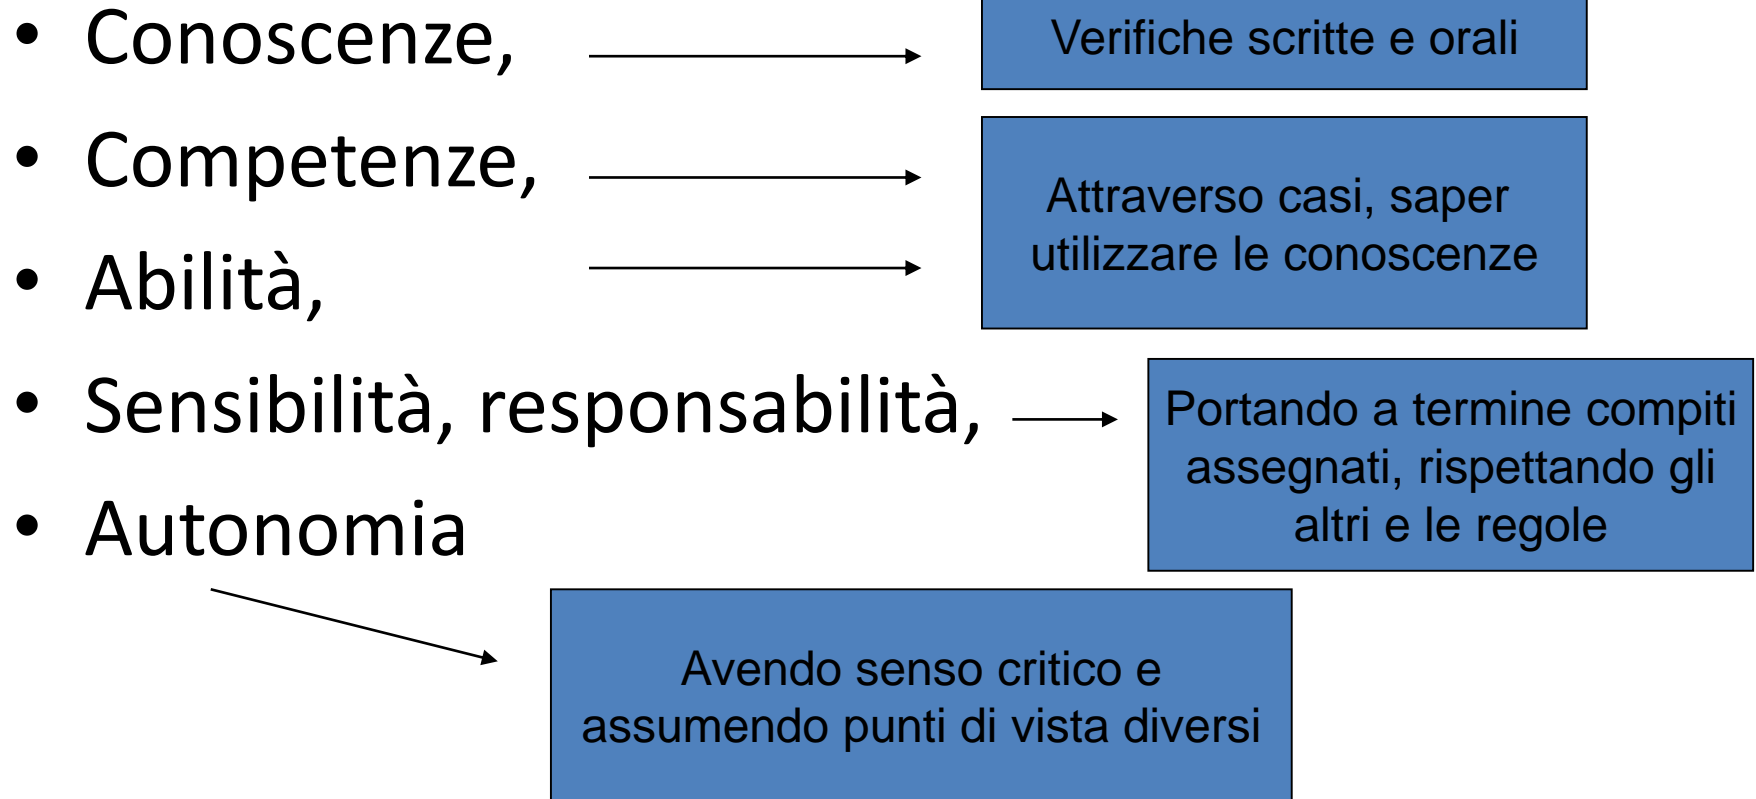 • Conoscenze,
Verifiche scritte e orali
• Competenze,
Attraverso casi, saper
utilizzare le conoscenze
• Abilità,
• Sensibilità, responsabilità,
Portando a termine compiti
assegnati, rispettando gli
altri e le regole
• Autonomia
Avendo senso critico e
assumendo punti di vista diversi